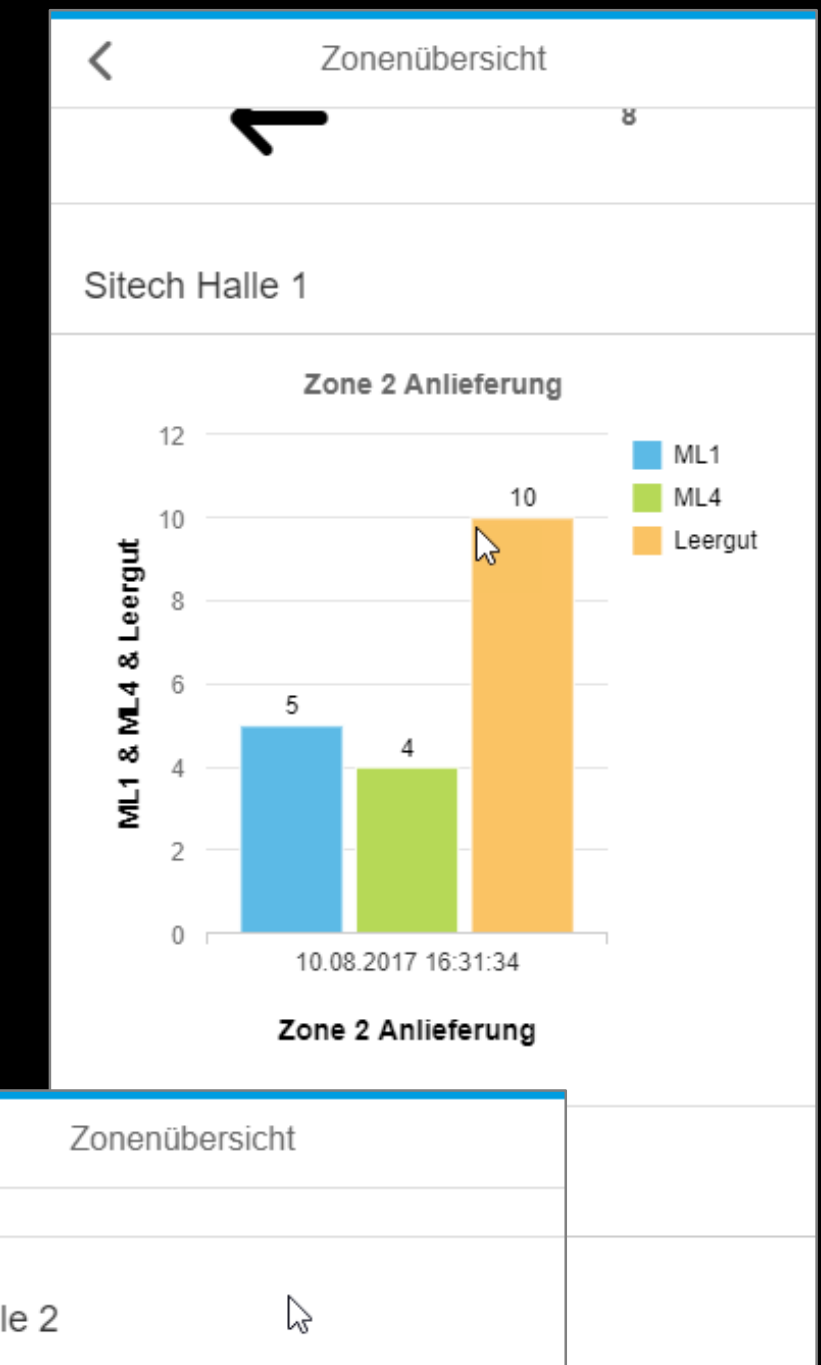 Zonenübersicht
8
Sitech Halle 1
Zone 2 Anlieferung
12
10
8
6
4
2
0
ML1 & ML4 & Leergut
5
4
10
ML1
ML4
Leergut
10.08.2017 16:31:34
Zone 2 Anlieferung
Zonenübersicht
le 2